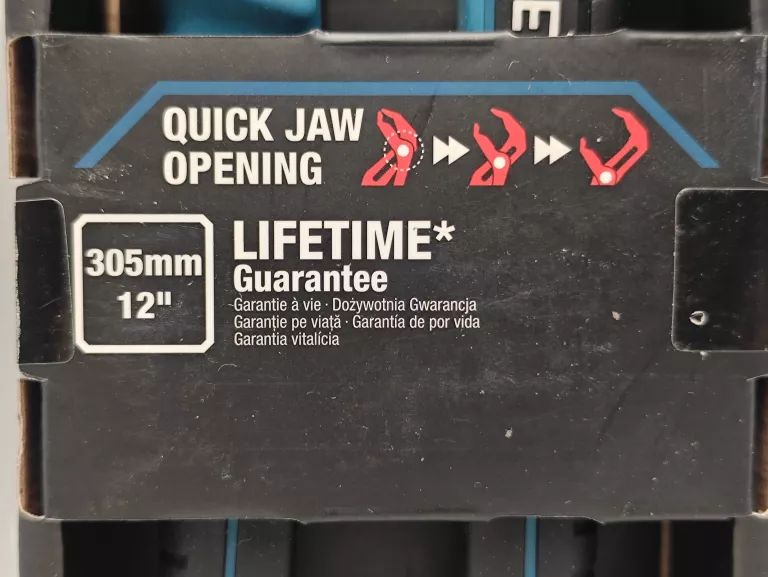 E
QUICK JAW
OPENING
305mm
12"
LIFETIME*
Guarantee
Garantie à vie · Dożywotnia Gwarancja
Garanție pe viață · Garantía de por vida
Garantia vitalícia